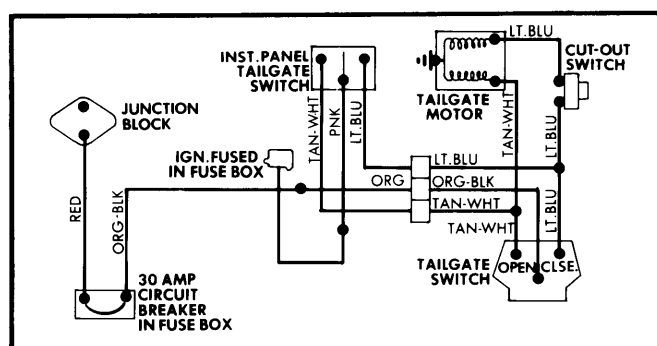 LT.BLU
INST.PANEL
TAILGATE
SWITCH
CUT-OUT
SWITCH
JUNCTION
BLOCK
TAILGATE
MOTOR
TAN-WHT
PNK
LT.BLU
TAN-WHT
IGN.FUSED
IN FUSE BOX
LT.BLU
ORG
ORG-BLK
TAN-WHT
RED
ORG-BLK
TAN-WHT
LT.BLU
TAILGATE
SWITCH
OPEN CLSE.
30 AMP
CIRCUIT
BREAKER
IN FUSE BOX